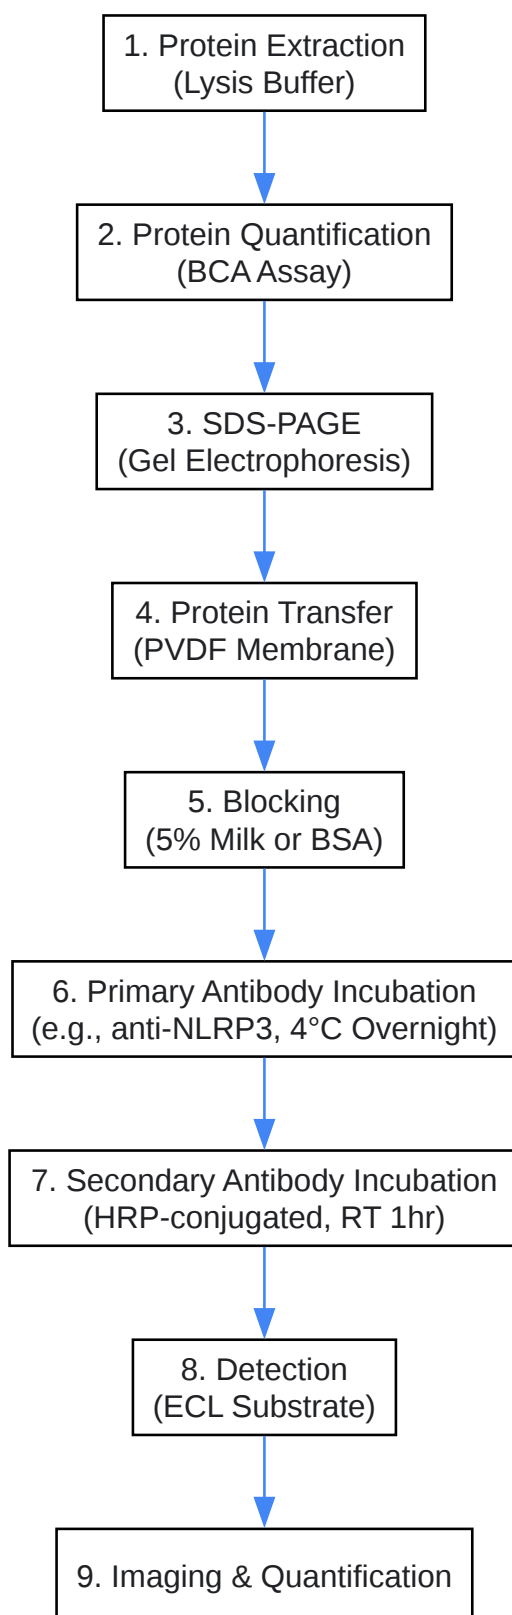 1. Protein Extraction
(Lysis Buffer)
2. Protein Quantification
(BCA Assay)
3. SDS-PAGE
(Gel Electrophoresis)
4. Protein Transfer
(PVDF Membrane)
5. Blocking
(5% Milk or BSA)
6. Primary Antibody Incubation
(e.g., anti-NLRP3, 4°C Overnight)
7. Secondary Antibody Incubation
(HRP-conjugated, RT 1hr)
8. Detection
(ECL Substrate)
9. Imaging & Quantification